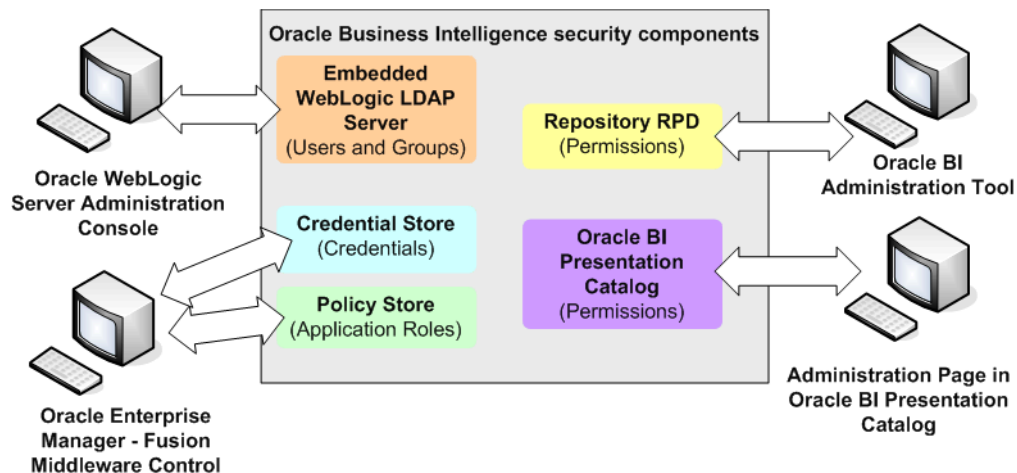 Oracle Business Intelligence security components
Embedded
WebLogic LDAP
Server
(Users and Groups)
Repository RPD
(Permissions)
Oracle WebLogic
Server Administration
Console
Oracle BI
Administration Tool
Credential Store
(Credentials)
Policy Store
(Application Roles)
Oracle BI
Presentation
Catalog
(Permissions)
Oracle Enterprise
Manager - Fusion
Middleware Control
Administration Page in
Oracle BI Presentation
Catalog